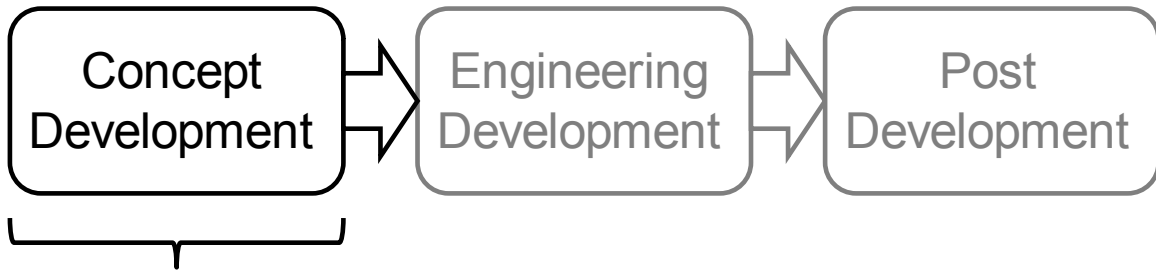 Concept
Development
Engineering
Development
Post
Development